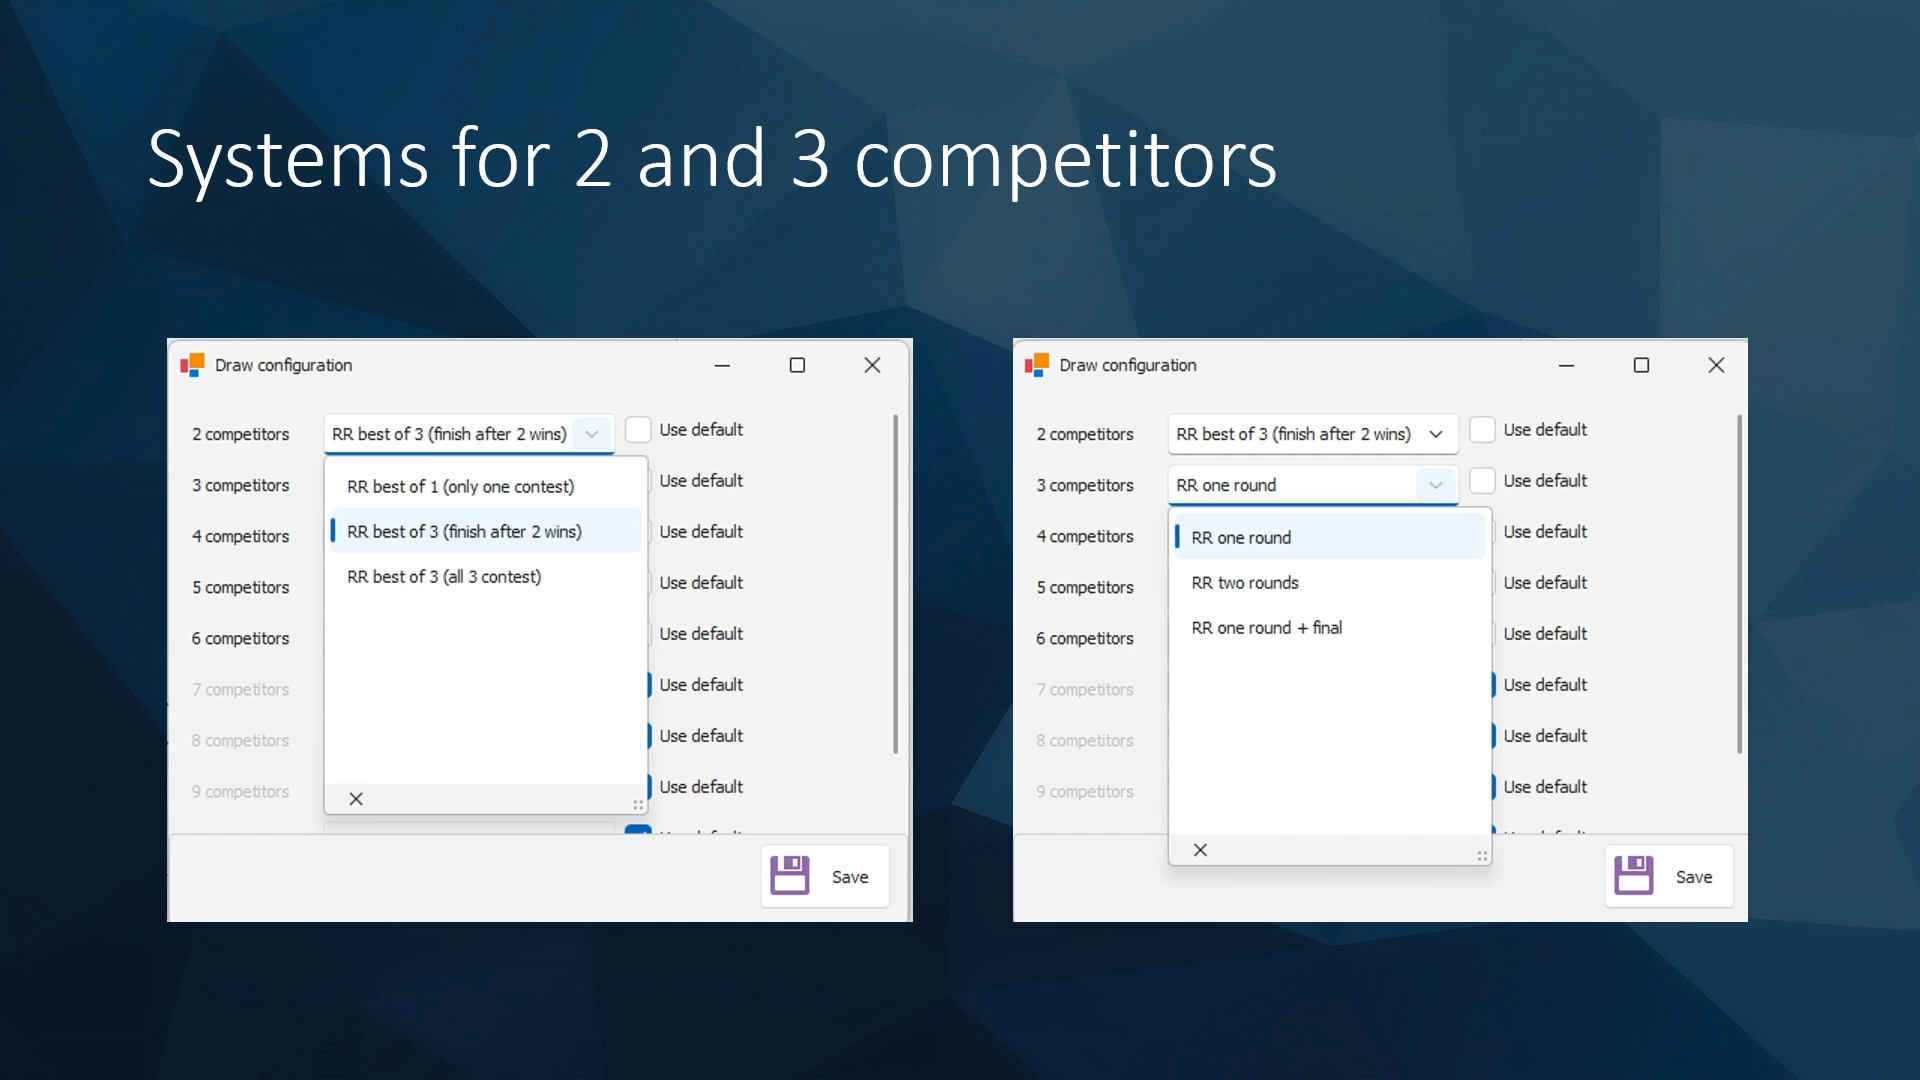 Systems for 2 and 3 competitors
Draw configuration
2 competitors
RR best of 3 (finish after 2 wins)
Use default
RR best of 1 (only one contest)
RR best of 3 (finish after 2 wins)
RR best of 3 (all 3 contest)
3 competitors
Use default
4 competitors
Use default
5 competitors
Use default
6 competitors
Use default
7 competitors
Use default
8 competitors
Use default
9 competitors
Use default
Save
Draw configuration
2 competitors
RR best of 3 (finish after 2 wins)
Use default
3 competitors
RR one round
Use default
RR one round
RR two rounds
RR one round + final
4 competitors
Use default
5 competitors
Use default
6 competitors
Use default
7 competitors
Use default
8 competitors
Use default
9 competitors
Use default
Save